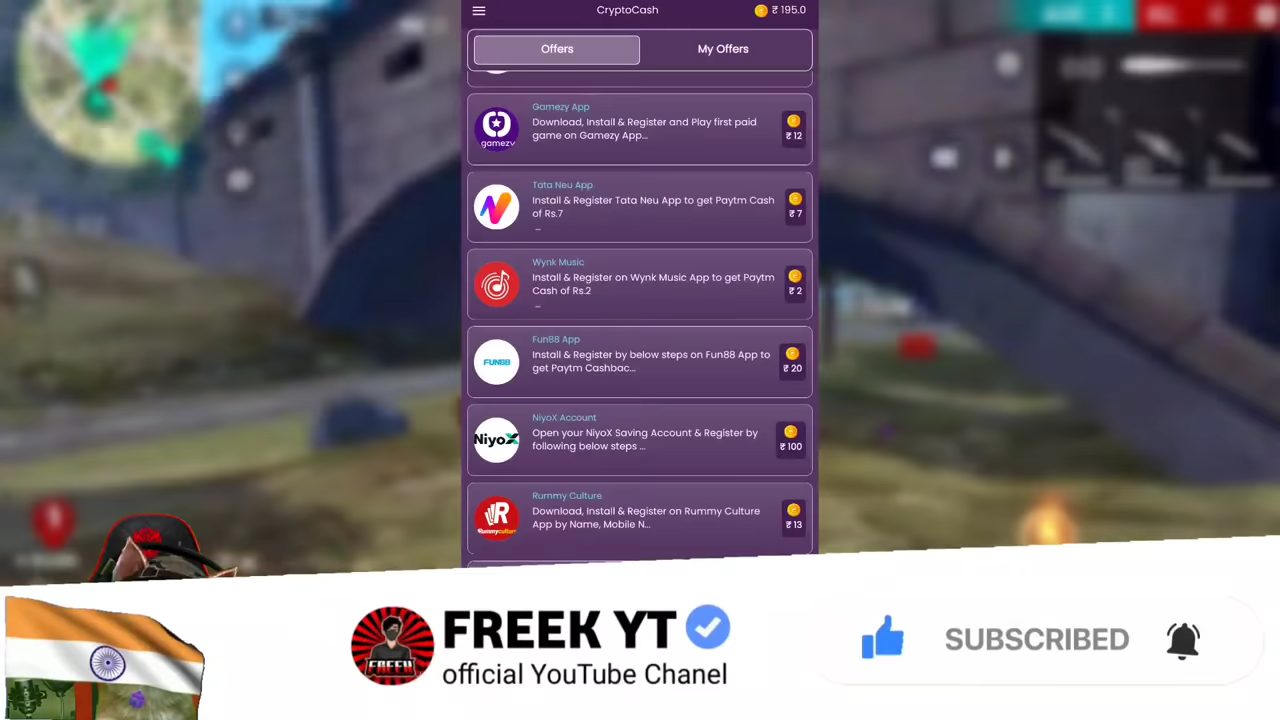 CryptoCash
₹ 195.0
Offers
My Offers
Gamezy App
Download, Install & Register and Play first paid
game on Gamezy App...
₹ 12
gamezy
Tata Neu App
Install & Register Tata Neu App to get Paytm Cash
of Rs.7
...
₹ 7
Wynk Music
Install & Register on Wynk Music App to get Paytm
Cash of Rs.2
...
₹ 2
Fun88 App
Install & Register by below steps on Fun88 App to
get Paytm Cashbac...
₹ 20
FUN88
NiyoX Account
Open your NiyoX Saving Account & Register by
following below steps ...
₹ 100
NiyoX
Rummy Culture
Download, Install & Register on Rummy Culture
App by Name, Mobile N...
₹ 13
R
Rummyculture
FREEK YT
official YouTube Chanel
FREEK
SUBSCRIBED